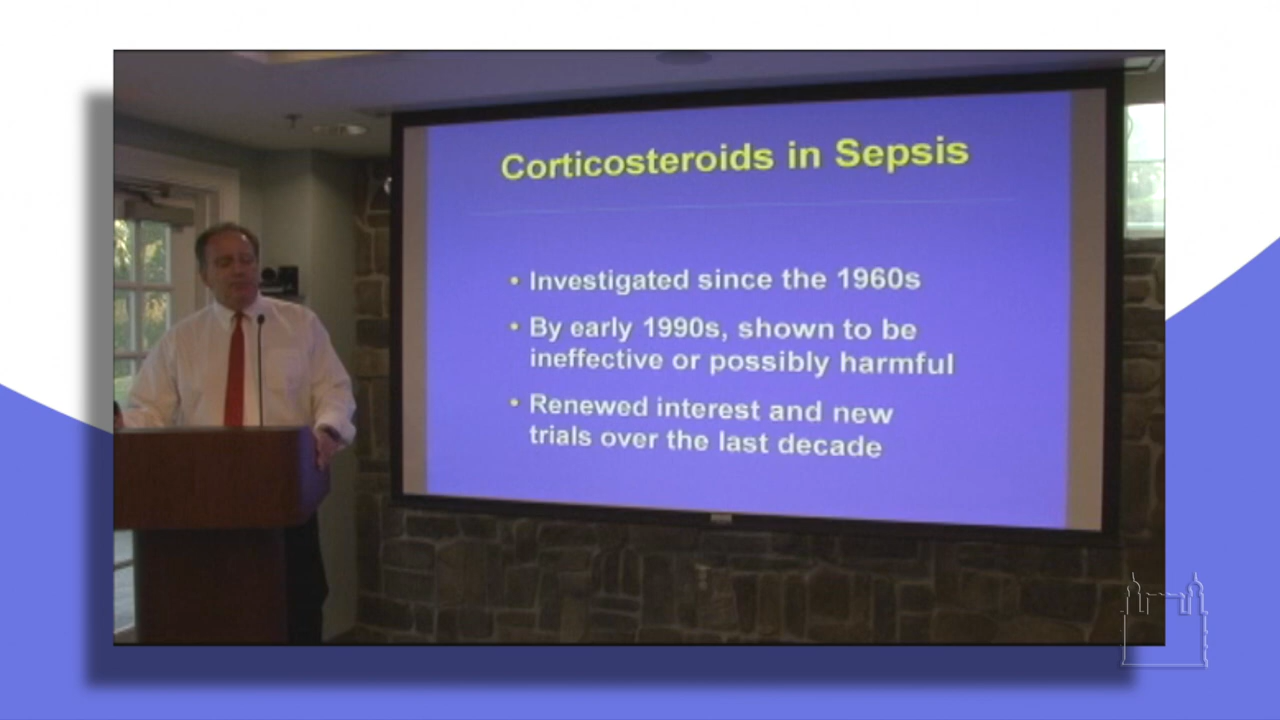 Corticosteroids in Sepsis
• Investigated since the 1960s
• By early 1990s, shown to be
ineffective or possibly harmful
• Renewed interest and new
trials over the last decade